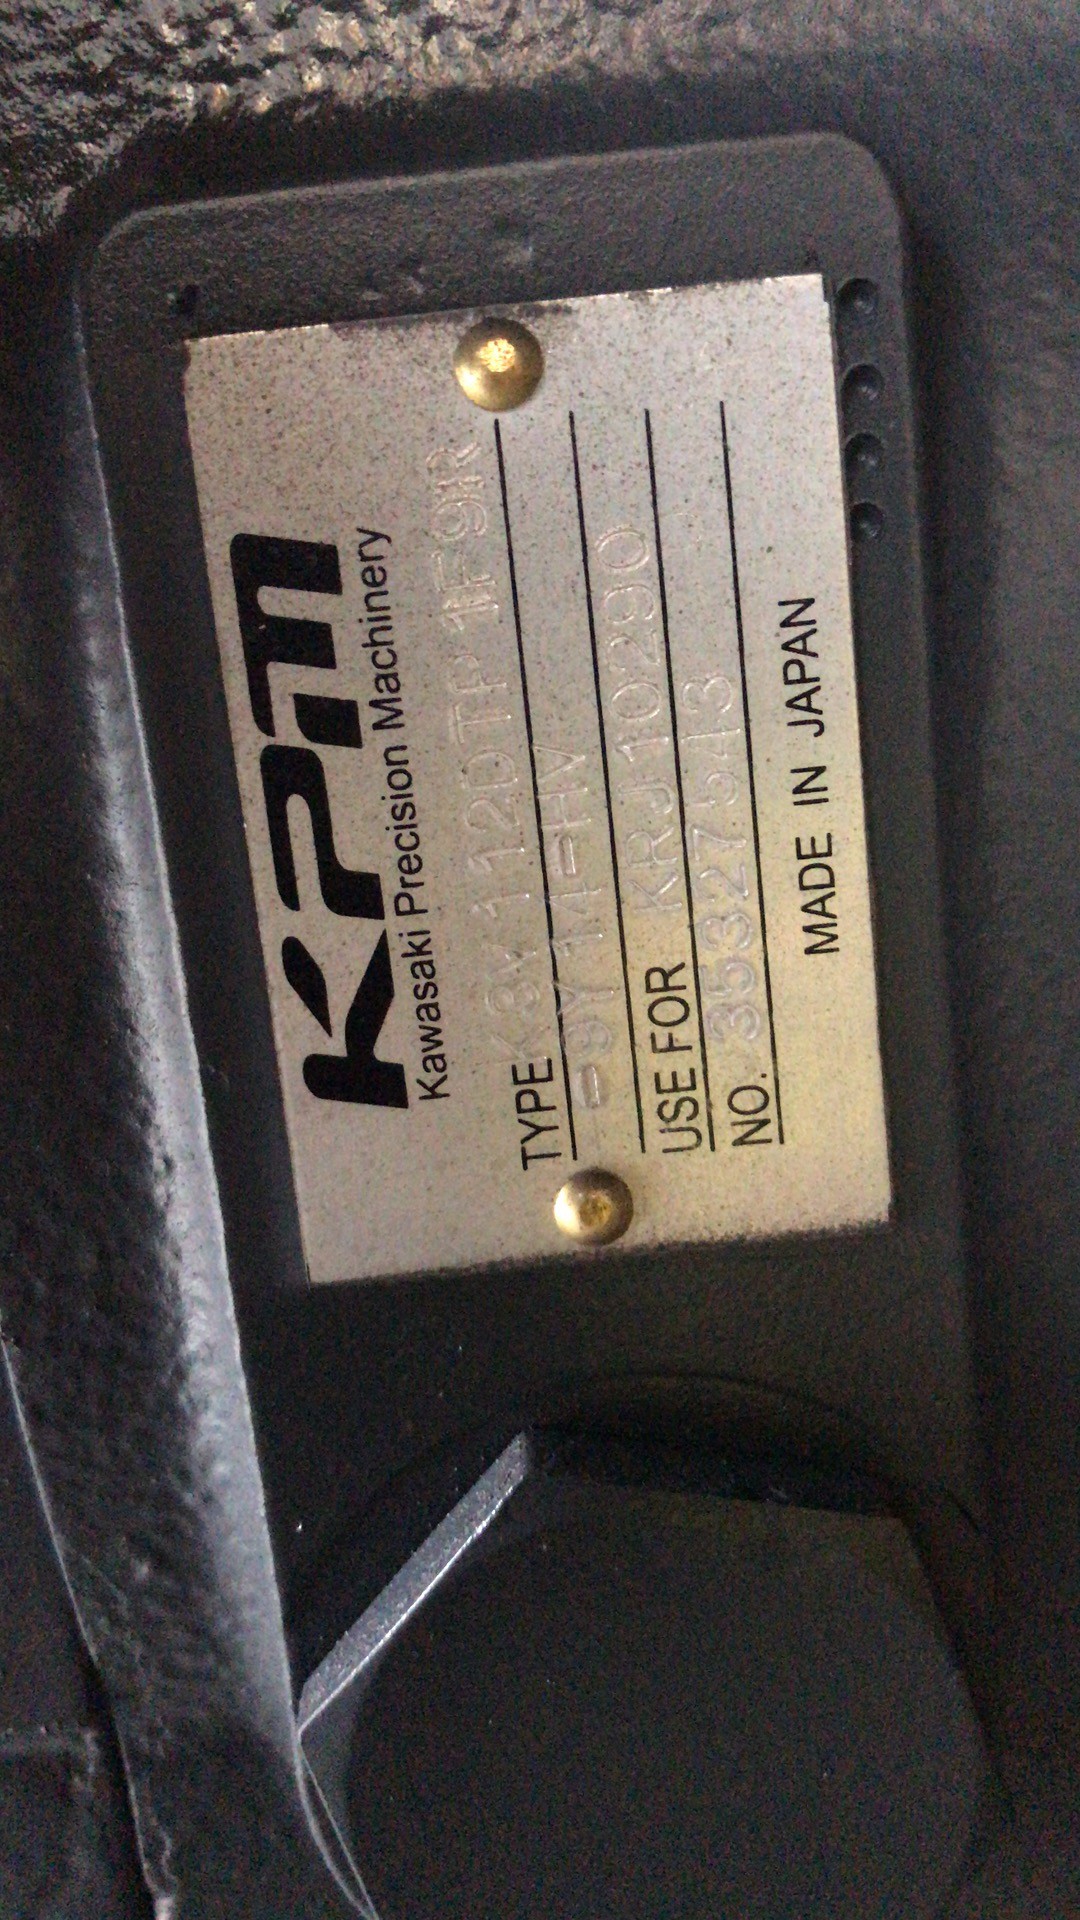 KPM
Kawasaki Precision Machinery
TYPE K3V112DTP1F9R
-9Y14-HV
USE FOR KRJ10290
NO. 35327543
MADE IN JAPAN